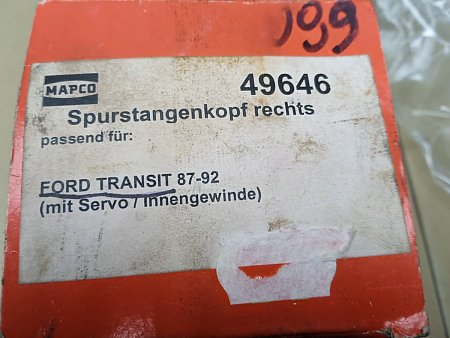 199
MAPCO
49646
Spurstangenkopf rechts
passend für:
FORD TRANSIT 87-92
(mit Servo / Innengewinde)